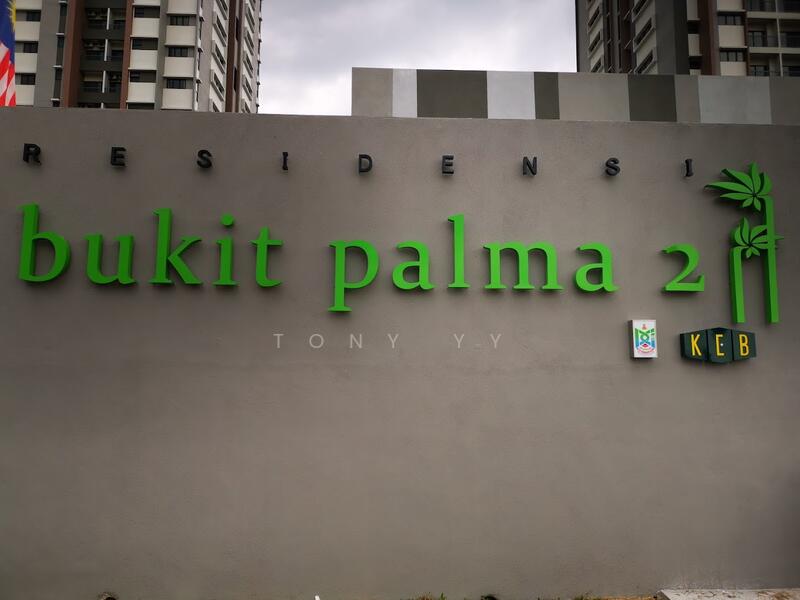 RESIDENSI
bukit palma 2
TONY Y.Y
KEB